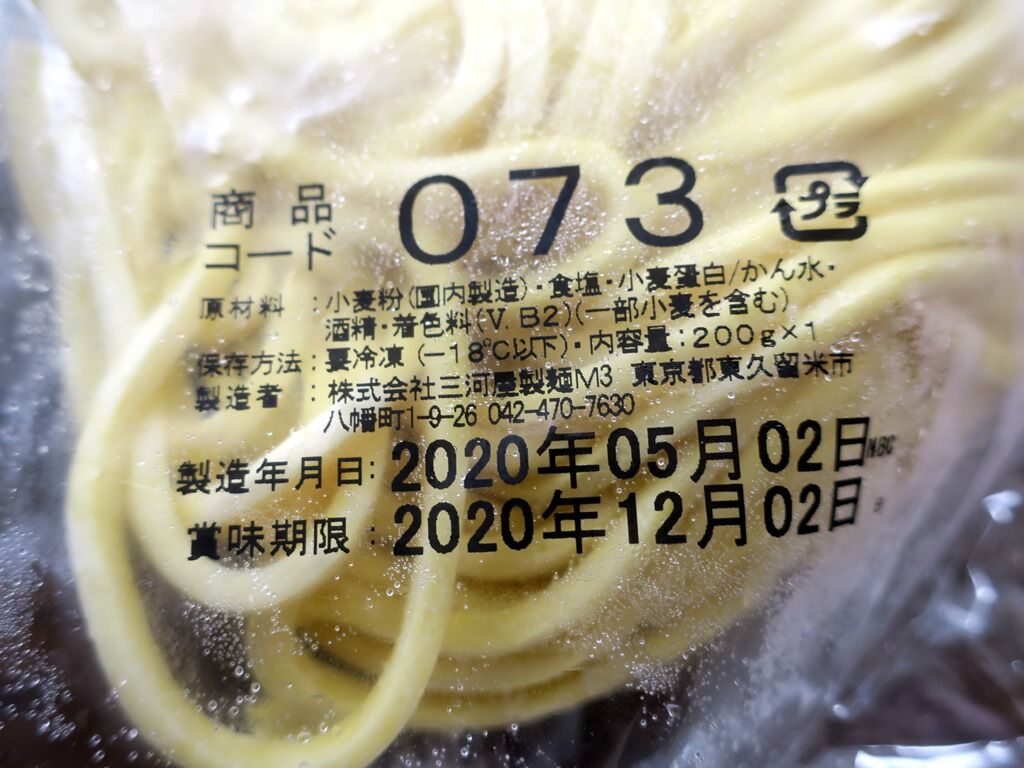 商品 073 プラ
コード
原材料 : 小麦粉(国内製造)・食塩・小麦蛋白/かん水・
酒精・着色料(V.B2)(一部小麦を含む)
保存方法 : 要冷凍(-18℃以下)・内容量:200g×1
製造者 : 株式会社三河屋製麺M3 東京都東久留米市
八幡町1-9-26 042-470-7630
製造年月日: 2020年05月02日
賞味期限 : 2020年12月02日